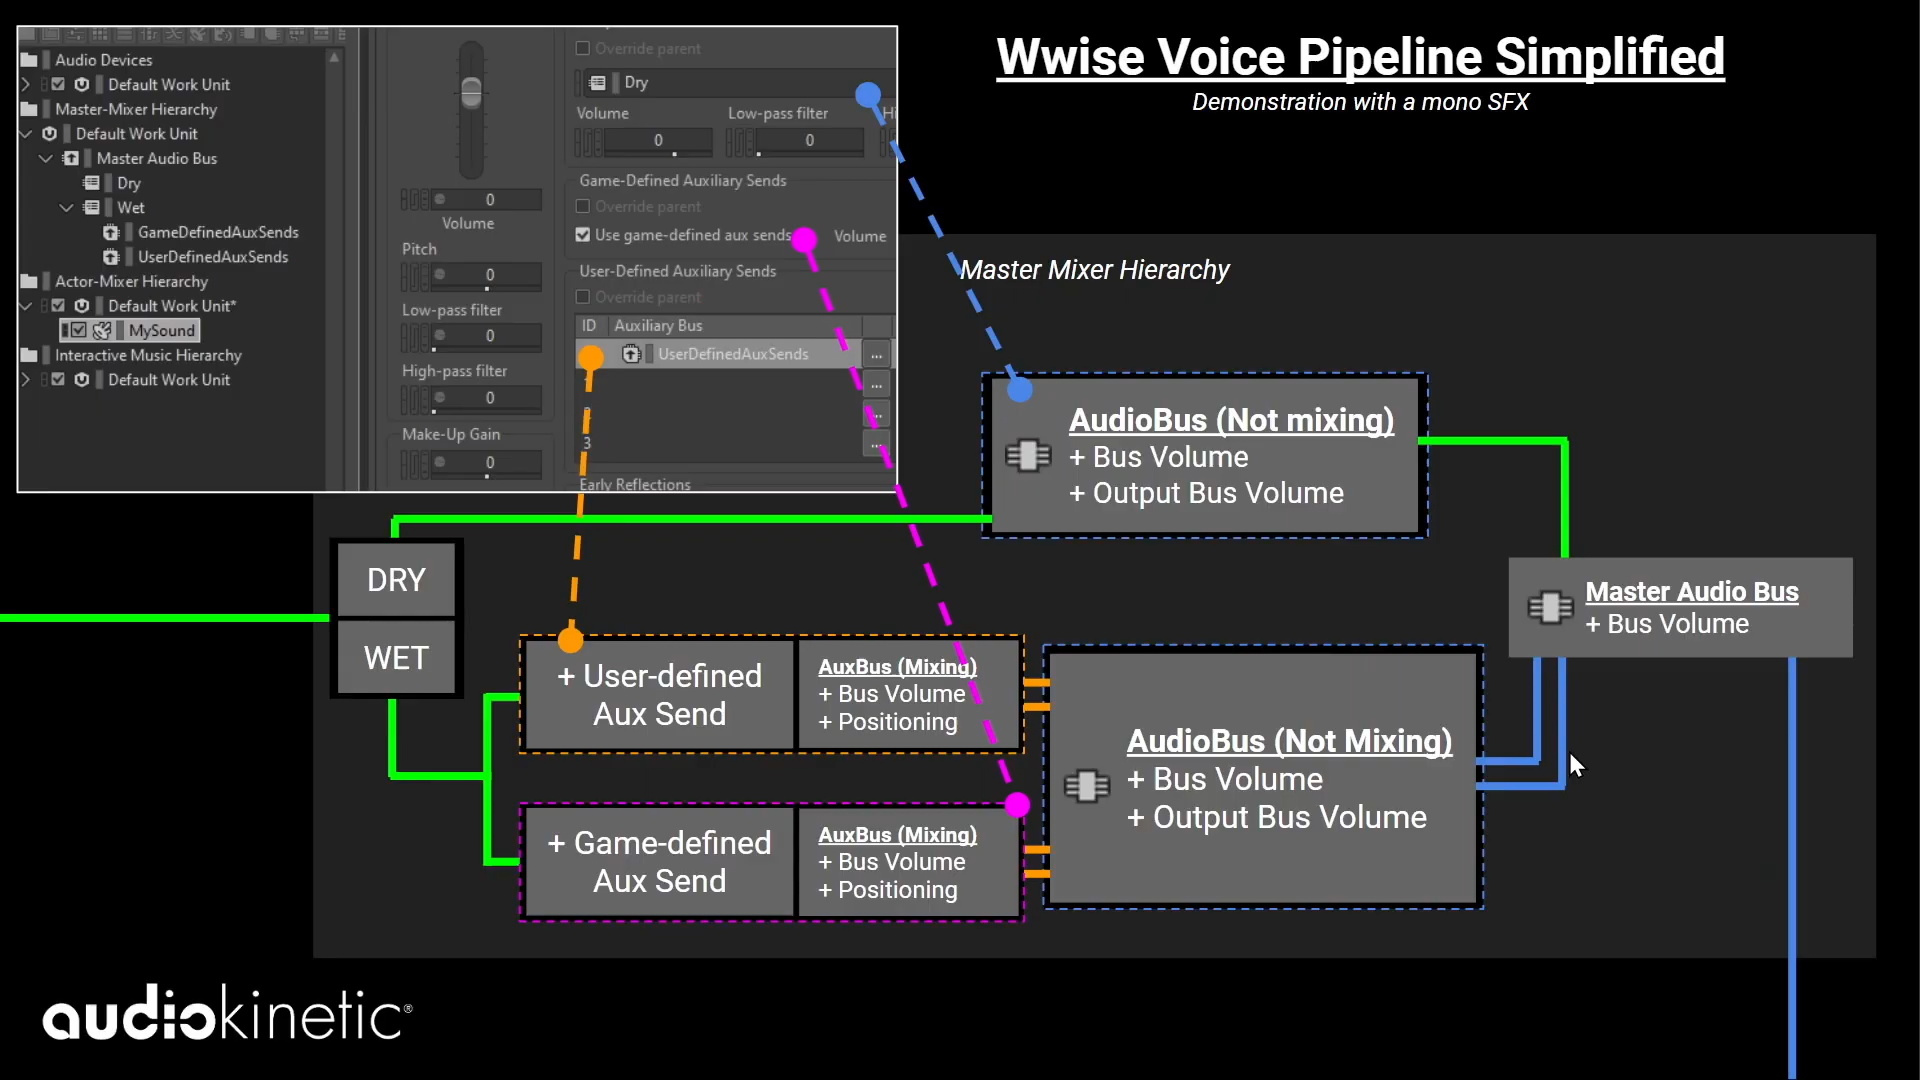 Wwise Voice Pipeline Simplified
Demonstration with a mono SFX
Audio Devices
Default Work Unit
Master-Mixer Hierarchy
Default Work Unit
Master Audio Bus
Dry
Wet
GameDefinedAuxSends
UserDefinedAuxSends
Actor-Mixer Hierarchy
Default Work Unit*
MySound
Interactive Music Hierarchy
Default Work Unit
0
Volume
Pitch
0
Low-pass filter
0
High-pass filter
0
Make-Up Gain
0
Override parent
Dry
Volume
Low-pass filter
0
0
Game-Defined Auxiliary Sends
Override parent
Use game-defined aux sends
Volume
User-Defined Auxiliary Sends
Override parent
ID
Auxiliary Bus
UserDefinedAuxSends
...
...
...
3
...
Early Reflections
Master Mixer Hierarchy
AudioBus (Not mixing)
+ Bus Volume
+ Output Bus Volume
DRY
WET
+ User-defined
Aux Send
AuxBus (Mixing)
+ Bus Volume
+ Positioning
+ Game-defined
Aux Send
AuxBus (Mixing)
+ Bus Volume
+ Positioning
AudioBus (Not Mixing)
+ Bus Volume
+ Output Bus Volume
Master Audio Bus
+ Bus Volume
audiokinetic®